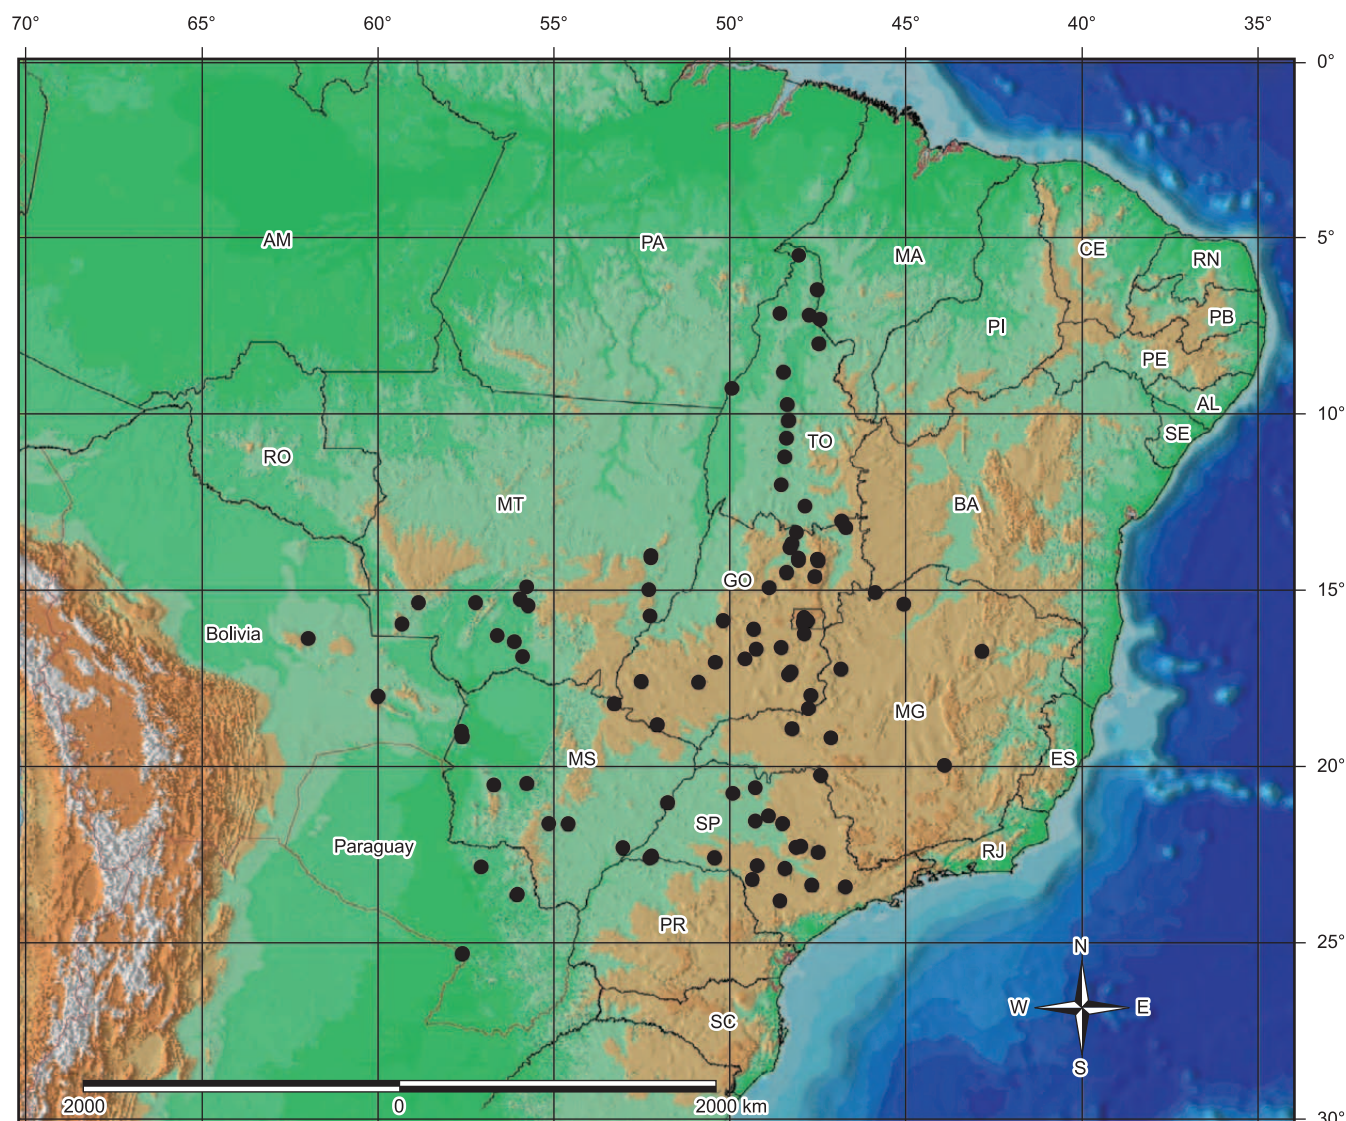 70° 65° 60° 55° 50° 45° 40° 35°
0°
AM PA MA CE 5°
RN
PI PB
PE
AL
10°
SE
RO TO
MT BA
GO
15°
Bolivia
MG
MS ES
20°
SP
Paraguay RJ
PR
N 25°
W E
SC
S
2000 0 2000 km
30°